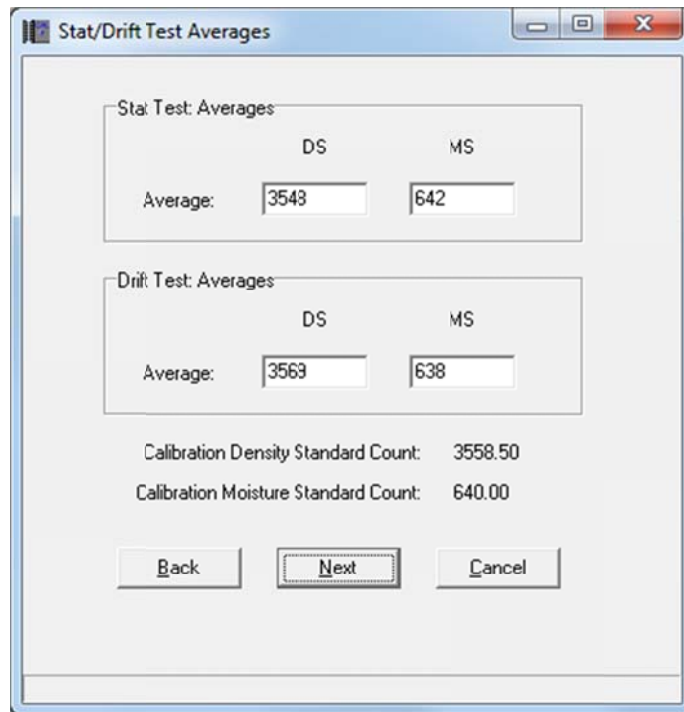 Stat/Drift Test Averages
Stat Test: Averages
DS MS
Average: 3548 642
Drift Test: Averages
DS MS
Average: 3569 638
Calibration Density Standard Count: 3558.50
Calibration Moisture Standard Count: 640.00
Back Next Cancel